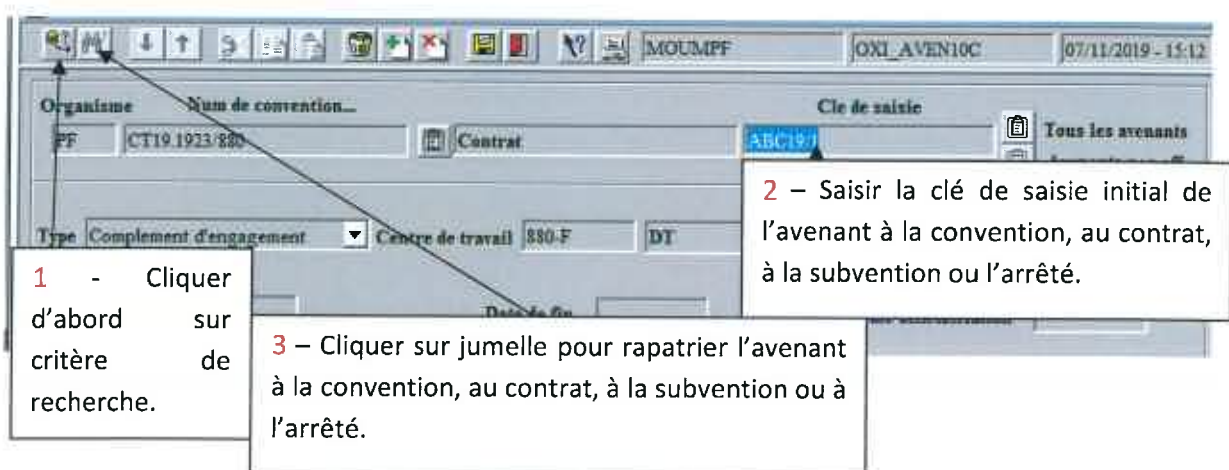 MOUMPF OXI_AVEN10C 07/11/2019 - 15:12
Organisme Num de convention... Cle de saisie
PF CT19.1923/880 Contrat ABC19/1 Tous les avenants
Type Complement d'engagement Centre de travail 880-F DT
Date de fin
1 - Cliquer
d'abord sur
critère de
recherche.
2 – Saisir la clé de saisie initial de
l'avenant à la convention, au contrat,
à la subvention ou l'arrêté.
3 – Cliquer sur jumelle pour rapatrier l'avenant
à la convention, au contrat, à la subvention ou à
l'arrêté.